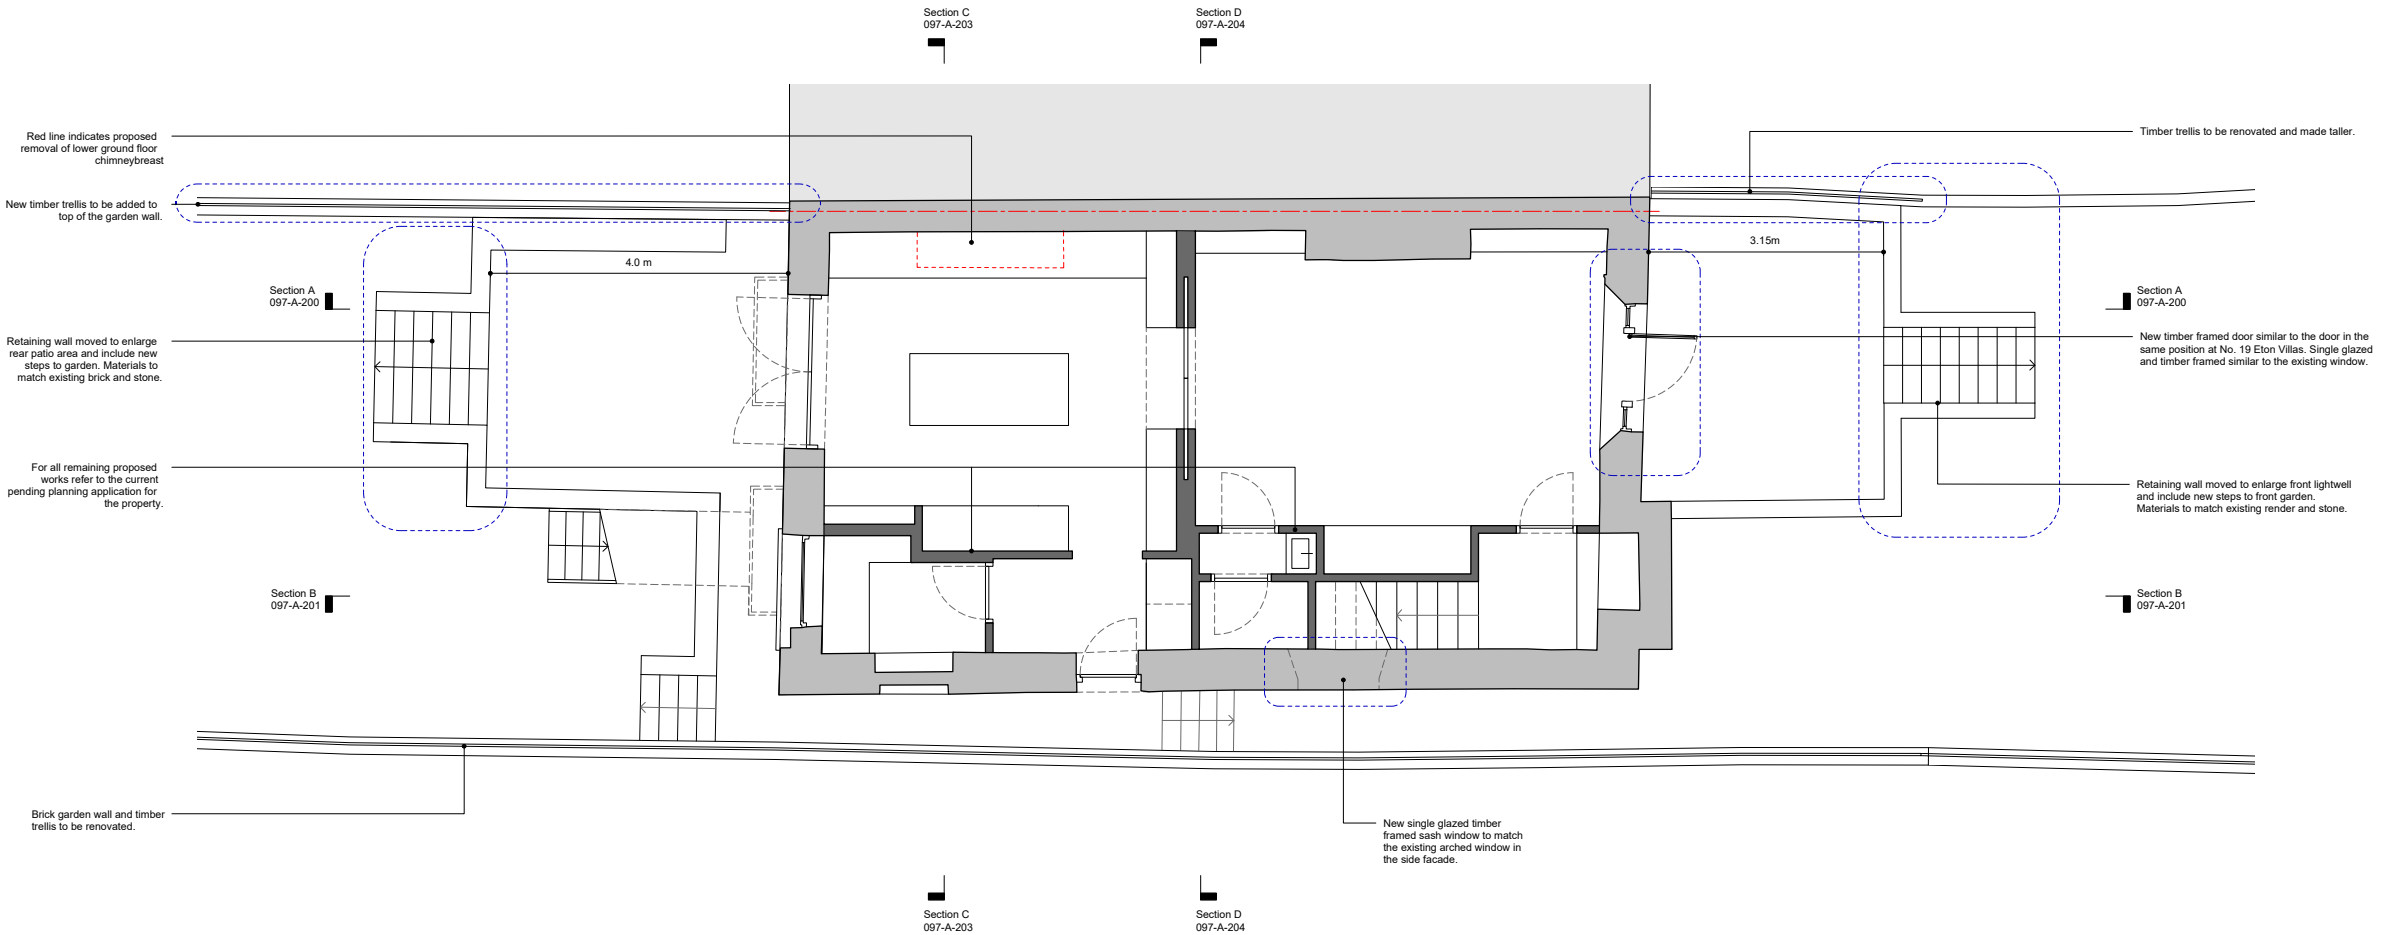 Section C
097-A-203
Section D
097-A-204
Red line indicates proposed
removal of lower ground floor
chimneybreast
Timber trellis to be renovated and made taller.
New timber trellis to be added to
top of the garden wall.
4.0 m
3.15m
Section A
097-A-200
Section A
097-A-200
Retaining wall moved to enlarge
rear patio area and include new
steps to garden. Materials to
match existing brick and stone.
New timber framed door similar to the door in the
same position at No. 19 Eton Villas. Single glazed
and timber framed similar to the existing window.
For all remaining proposed
works refer to the current
pending planning application for
the property.
Retaining wall moved to enlarge front lightwell
and include new steps to front garden.
Materials to match existing render and stone.
Section B
097-A-201
Section B
097-A-201
Brick garden wall and timber
trellis to be renovated.
New single glazed timber
framed sash window to match
the existing arched window in
the side facade.
Section C
097-A-203
Section D
097-A-204